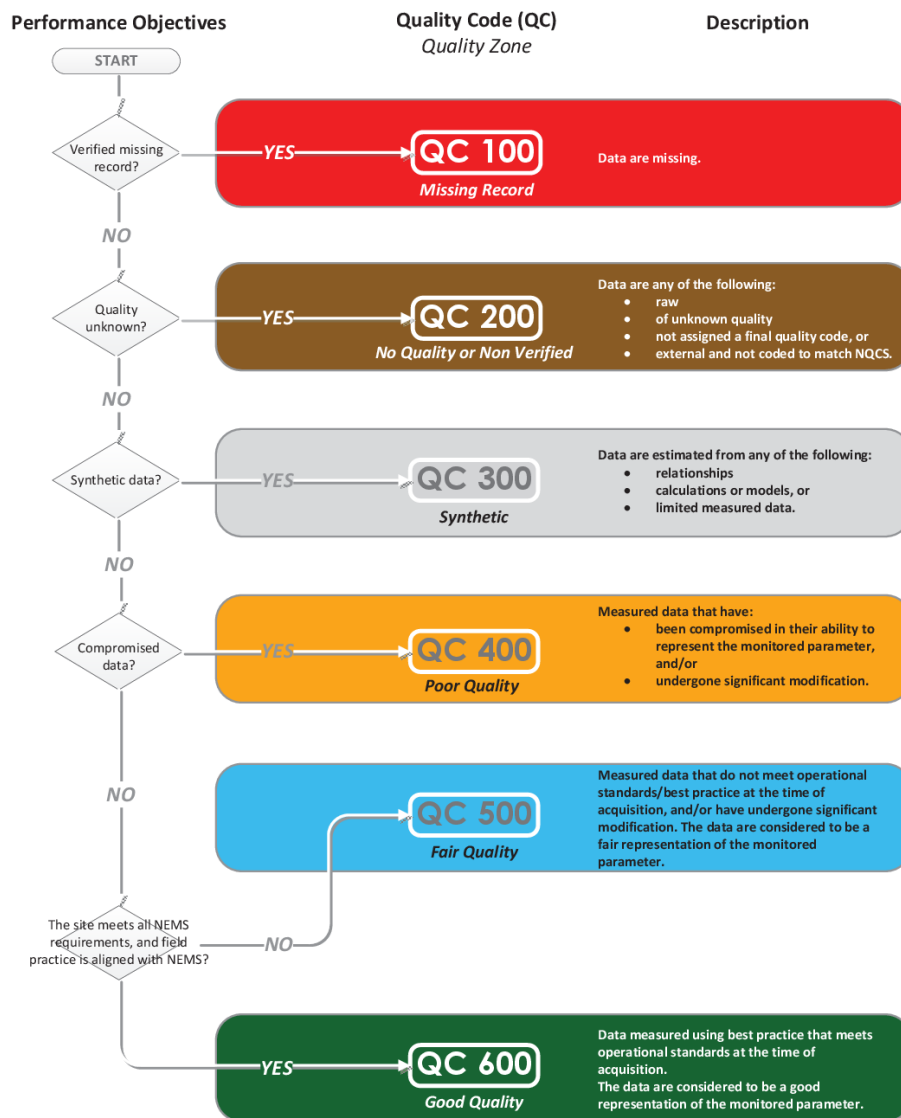 Performance Objectives
Quality Code (QC)
Quality Zone
Description
START
Verified missing
record?
YES
QC 100
Missing Record
Data are missing.
NO
Quality
unknown?
YES
QC 200
No Quality or Non Verified
Data are any of the following:
• raw
• of unknown quality
• not assigned a final quality code, or
• external and not coded to match NQCS.
NO
Synthetic data?
YES
QC 300
Synthetic
Data are estimated from any of the following:
• relationships
• calculations or models, or
• limited measured data.
NO
Compromised
data?
YES
QC 400
Poor Quality
Measured data that have:
• been compromised in their ability to
represent the monitored parameter,
and/or
• undergone significant modification.
NO
QC 500
Fair Quality
Measured data that do not meet operational
standards/best practice at the time of
acquisition, and/or have undergone significant
modification. The data are considered to be a
fair representation of the monitored
parameter.
The site meets all NEMS
requirements, and field
practice is aligned with NEMS?
NO
YES
QC 600
Good Quality
Data measured using best practice that meets
operational standards at the time of
acquisition.
The data are considered to be a good
representation of the monitored parameter.